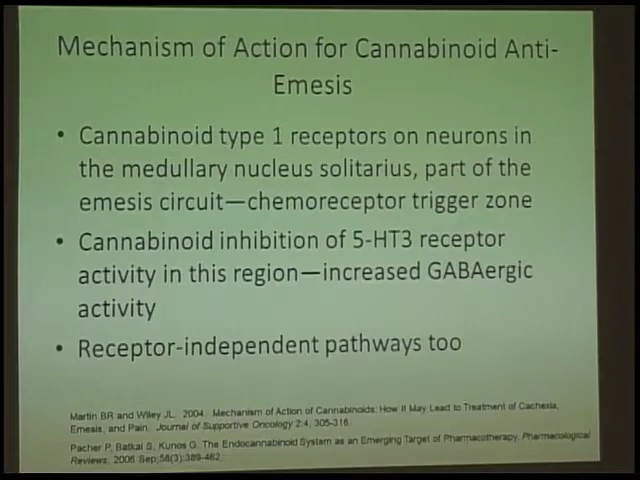 Mechanism of Action for Cannabinoid Anti-
Emesis
• Cannabinoid type 1 receptors on neurons in
the medullary nucleus solitarius, part of the
emesis circuit—chemoreceptor trigger zone
• Cannabinoid inhibition of 5-HT3 receptor
activity in this region—increased GABAergic
activity
• Receptor-independent pathways too
Martin BR and Wiley JL. 2004. Mechanism of Action of Cannabinoids: How It May Lead to Treatment of Cachexia,
Emesis, and Pain. Journal of Supportive Oncology 2:4, 305-316.
Pacher P, Batkai S, Kunos G. The Endocannabinoid System as an Emerging Target of Pharmacotherapy. Pharmacological
Reviews, 2006 Sep;58(3):389-462.